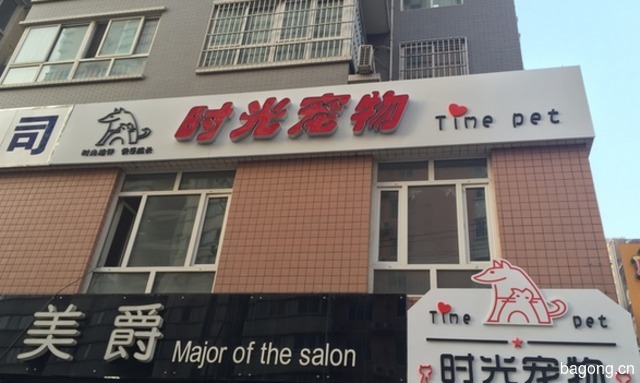 司
时光宠物 Time pet
美爵 Major of the salon
Time pet
时光宠物
bagong.cn